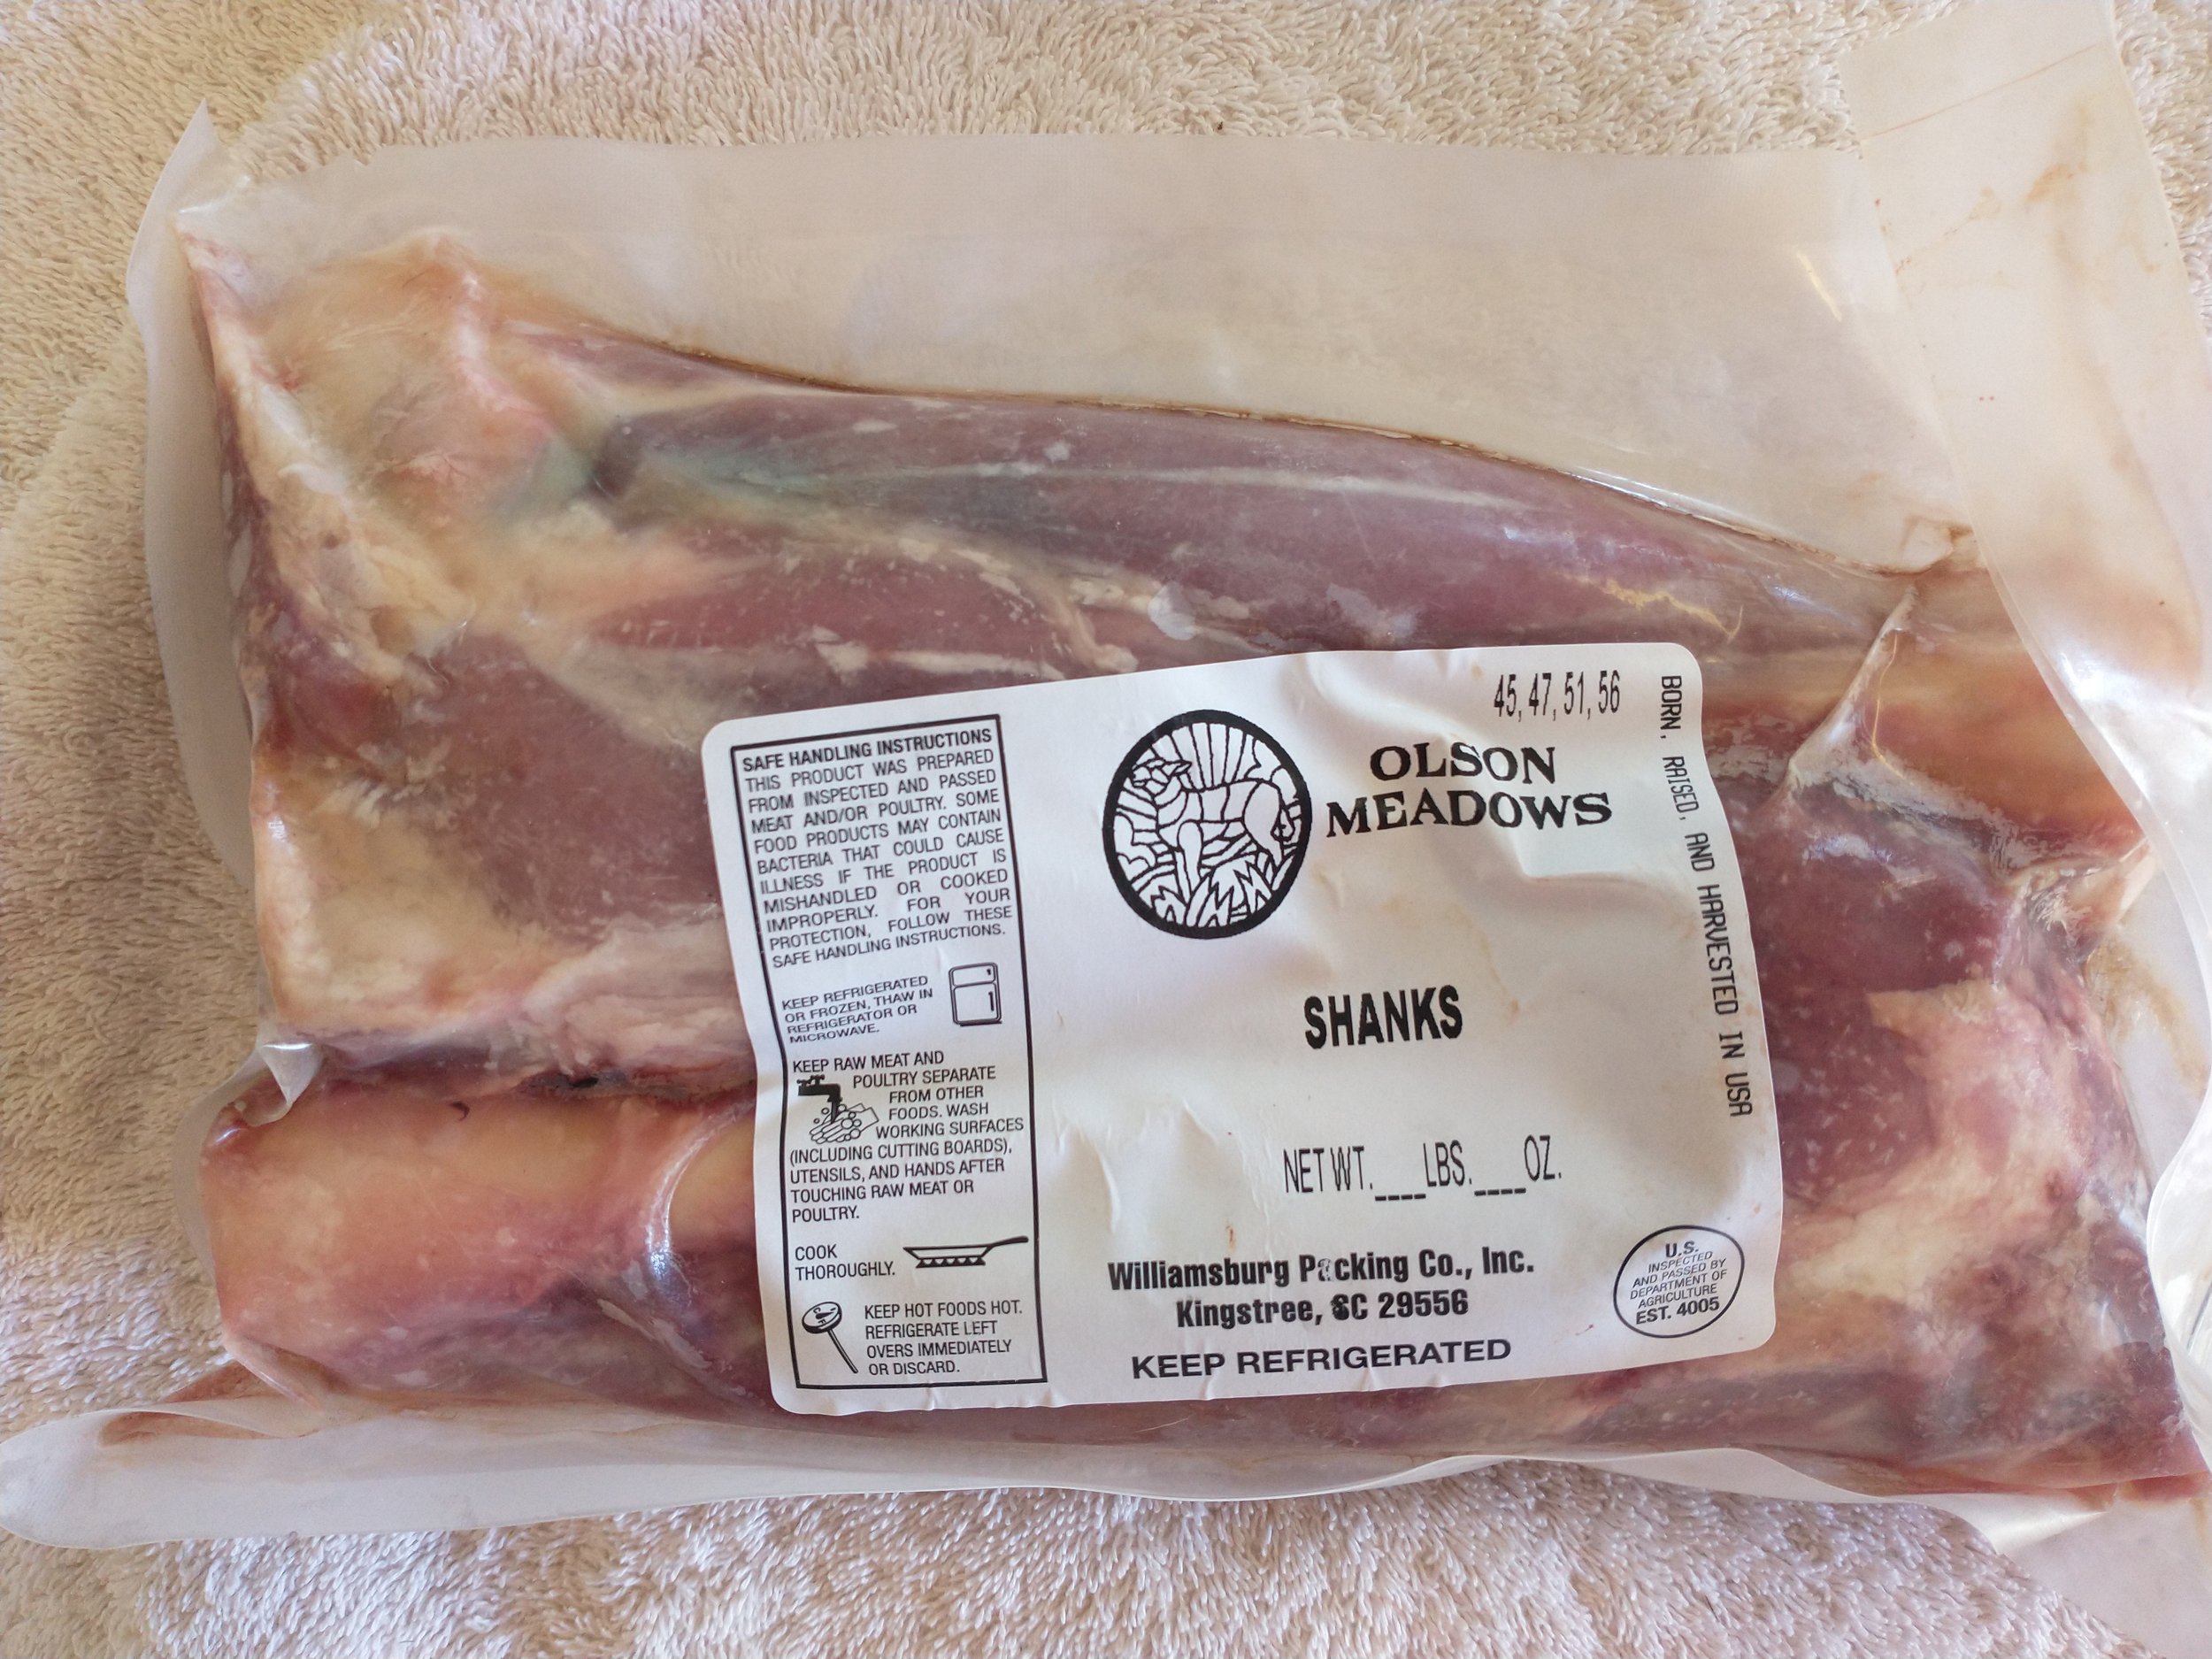 SAFE HANDLING INSTRUCTIONS
THIS PRODUCT WAS PREPARED
FROM INSPECTED AND PASSED
MEAT AND/OR POULTRY. SOME
FOOD PRODUCTS MAY CONTAIN
BACTERIA THAT COULD CAUSE
ILLNESS IF THE PRODUCT IS
MISHANDLED OR COOKED
IMPROPERLY. FOR YOUR
PROTECTION, FOLLOW THESE
SAFE HANDLING INSTRUCTIONS.
KEEP REFRIGERATED
OR FROZEN, THAW IN
REFRIGERATOR OR
MICROWAVE.
KEEP RAW MEAT AND
POULTRY SEPARATE
FROM OTHER
FOODS. WASH
WORKING SURFACES
(INCLUDING CUTTING BOARDS),
UTENSILS, AND HANDS AFTER
TOUCHING RAW MEAT OR
POULTRY.
COOK
THOROUGHLY.
KEEP HOT FOODS HOT.
REFRIGERATE LEFT
OVERS IMMEDIATELY
OR DISCARD.
45, 47, 51, 56
OLSON
MEADOWS
SHANKS
NET WT.____LBS.____OZ.
Williamsburg Packing Co., Inc.
Kingstree, SC 29556
KEEP REFRIGERATED
BORN, RAISED, AND HARVESTED IN USA
U.S.
INSPECTED
AND PASSED BY
DEPARTMENT OF
AGRICULTURE
EST. 4005